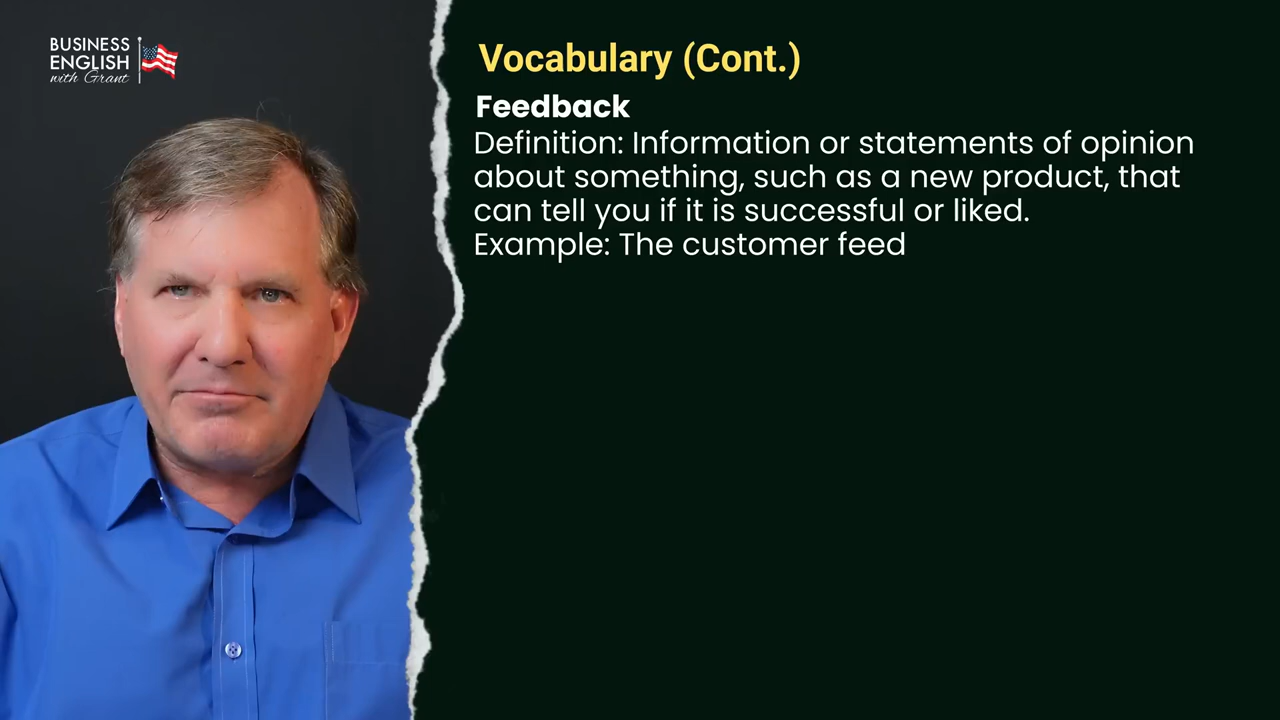 BUSINESS
ENGLISH
with Grant
Vocabulary (Cont.)
Feedback
Definition: Information or statements of opinion
about something, such as a new product, that
can tell you if it is successful or liked.
Example: The customer feed